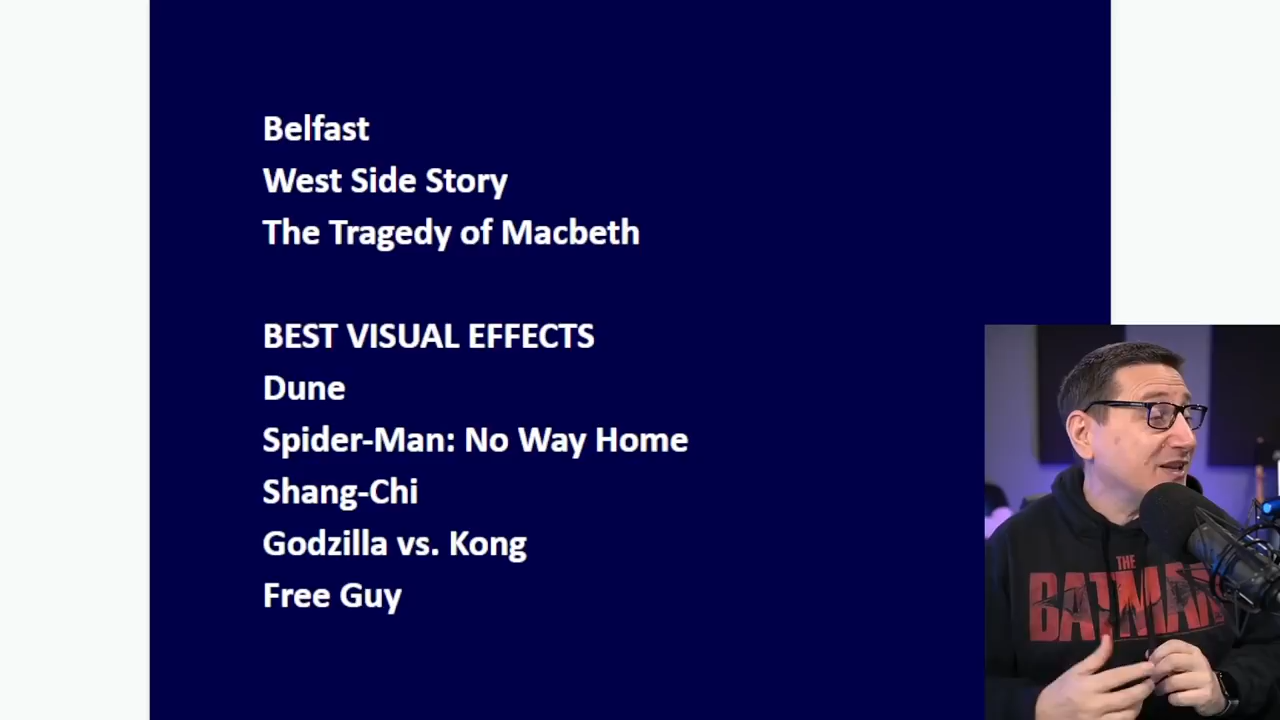 Belfast
West Side Story
The Tragedy of Macbeth
BEST VISUAL EFFECTS
Dune
Spider-Man: No Way Home
Shang-Chi
Godzilla vs. Kong
Free Guy
THE
BATMAN